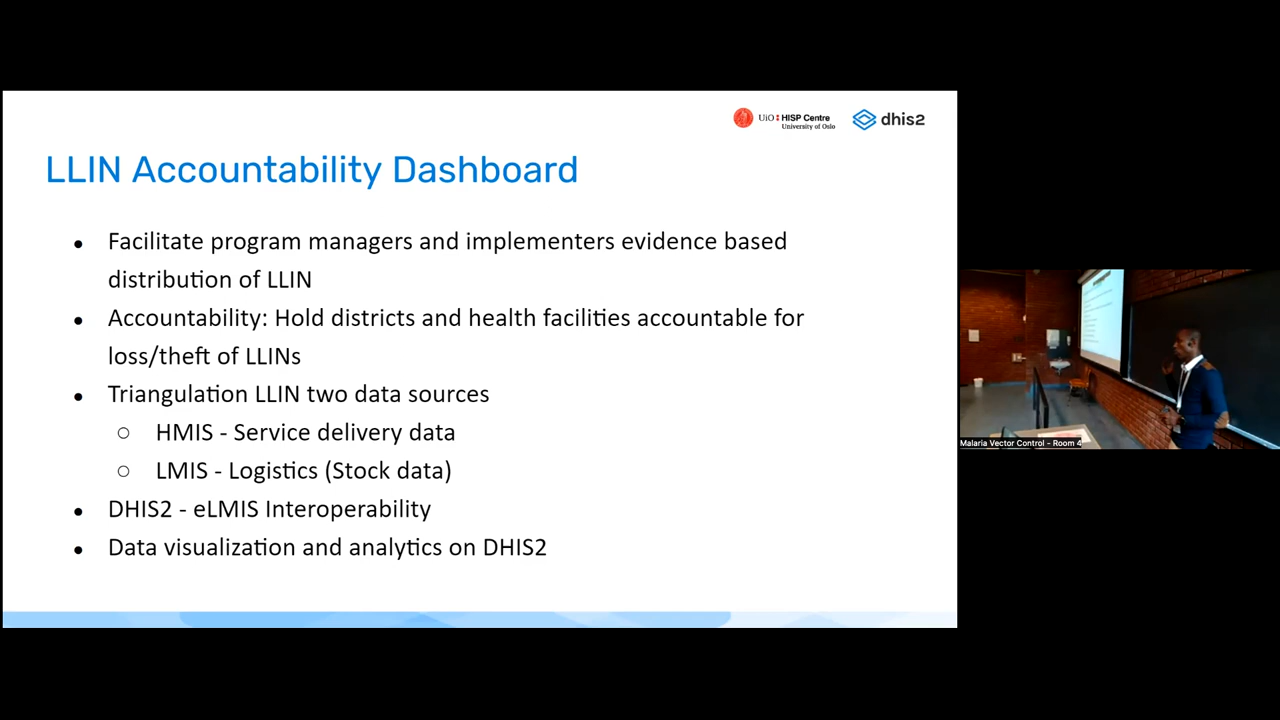 UiO HISP Centre
University of Oslo
dhis2
LLIN Accountability Dashboard
● Facilitate program managers and implementers evidence based
distribution of LLIN
● Accountability: Hold districts and health facilities accountable for
loss/theft of LLINs
● Triangulation LLIN two data sources
○ HMIS - Service delivery data
○ LMIS - Logistics (Stock data)
● DHIS2 - eLMIS Interoperability
● Data visualization and analytics on DHIS2
Malaria Vector Control - Room 4